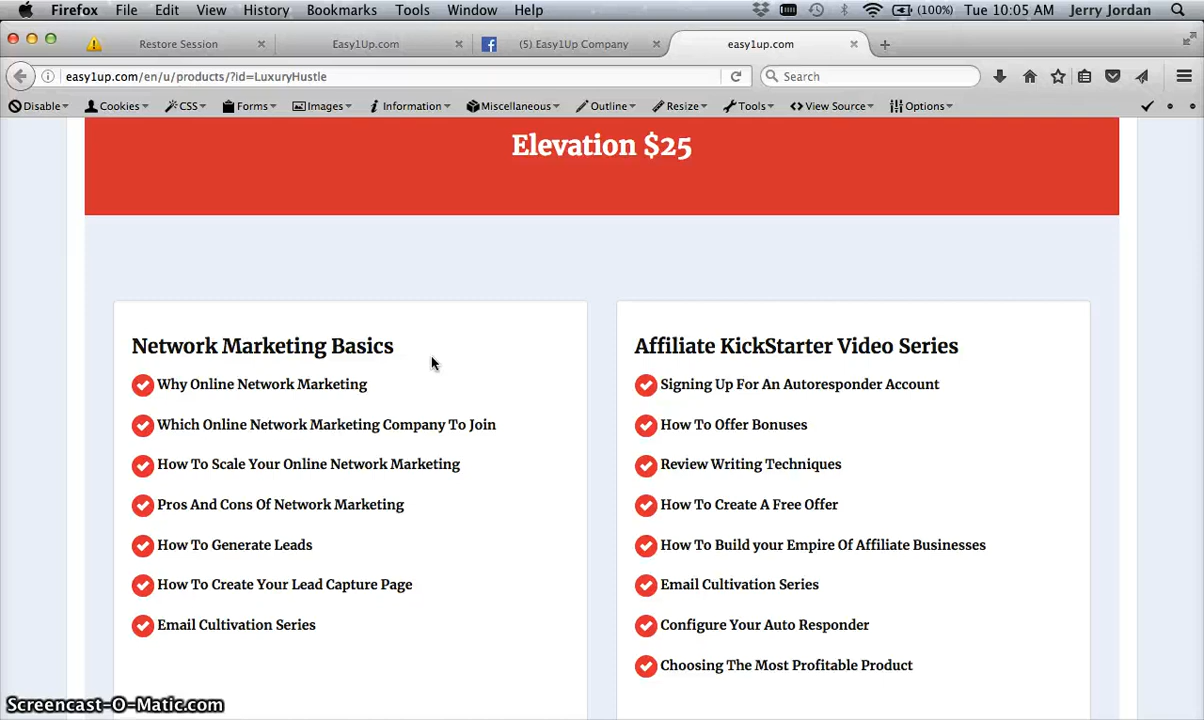 Firefox File Edit View History Bookmarks Tools Window Help (100%) Tue 10:05 AM Jerry Jordan
Restore Session Easy1Up.com (5) Easy1Up Company easy1up.com
easy1up.com/en/u/products/?id=LuxuryHustle Search
Disable Cookies CSS Forms Images Information Miscellaneous Outline Resize Tools View Source Options
Elevation $25
Network Marketing Basics
Why Online Network Marketing
Which Online Network Marketing Company To Join
How To Scale Your Online Network Marketing
Pros And Cons Of Network Marketing
How To Generate Leads
How To Create Your Lead Capture Page
Email Cultivation Series
Affiliate KickStarter Video Series
Signing Up For An Autoresponder Account
How To Offer Bonuses
Review Writing Techniques
How To Create A Free Offer
How To Build your Empire Of Affiliate Businesses
Email Cultivation Series
Configure Your Auto Responder
Choosing The Most Profitable Product
Screencast-O-Matic.com